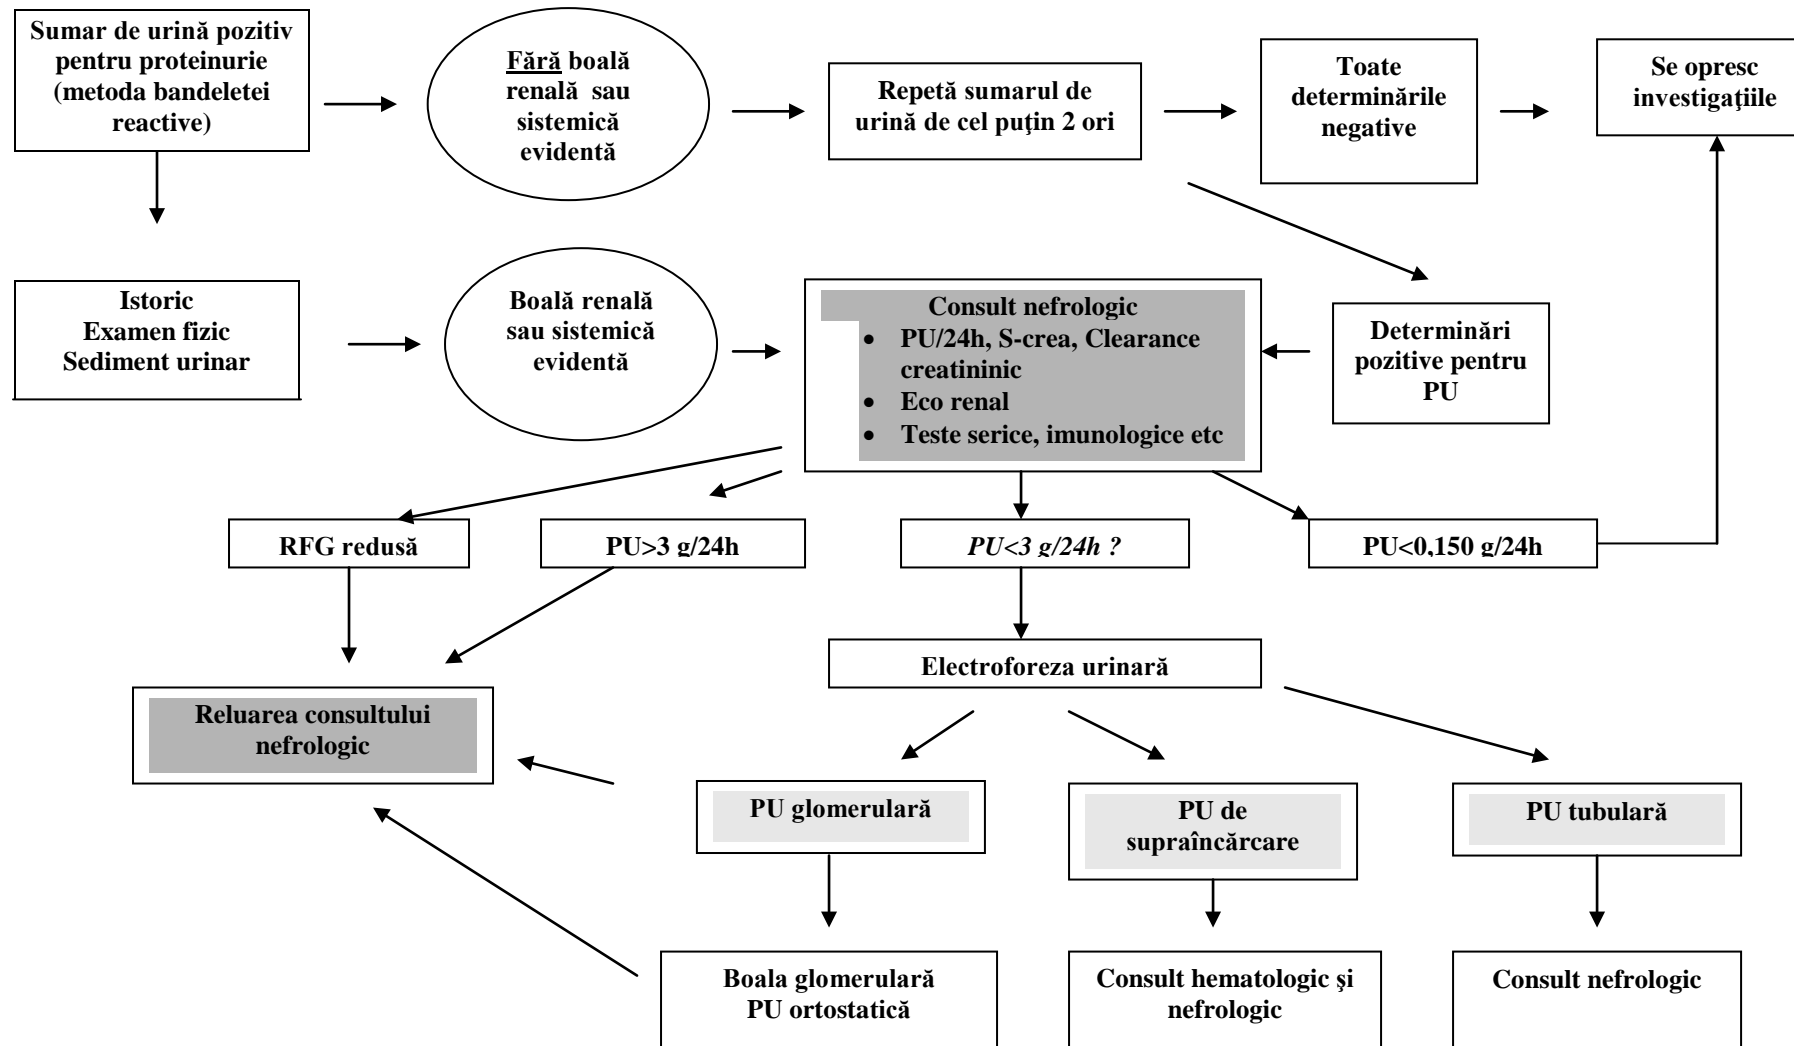 Sumar de urină pozitiv
pentru proteinurie
(metoda bandeletei
reactive)
Fără boală
renală sau
sistemică
evidentă
Repetă sumarul de
urină de cel puţin 2 ori
Toate
determinările
negative
Se opresc
investigaţiile
Istoric
Examen fizic
Sediment urinar
Boală renală
sau sistemică
evidentă
Consult nefrologic
• PU/24h, S-crea, Clearance
creatininic
• Eco renal
• Teste serice, imunologice etc
Determinări
pozitive pentru
PU
RFG redusă
PU>3 g/24h
PU<3 g/24h ?
PU<0,150 g/24h
Electroforeza urinară
Reluarea consultului
nefrologic
PU glomerulară
PU de
supraîncărcare
PU tubulară
Boala glomerulară
PU ortostatică
Consult hematologic şi
nefrologic
Consult nefrologic